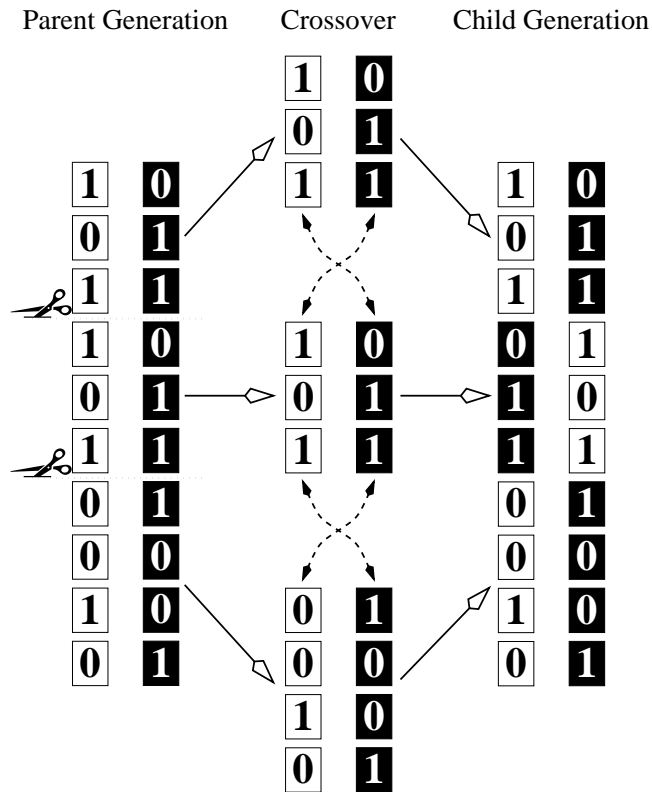 Parent Generation Crossover Child Generation
1 0
0 1
1 0 1 1 1 0
0 1 0 1
1 1 1 1
1 0 1 0 0 1
0 1 0 1 1 0
1 1 1 1 1 1
0 1 0 1
0 0 0 0
1 0 0 1 1 0
0 1 0 0 0 1
1 0
0 1